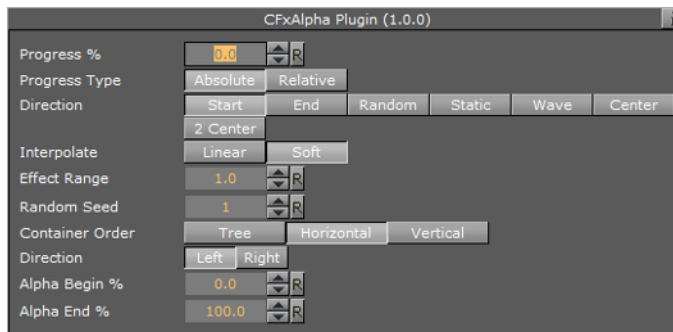 CFxAlpha Plugin (1.0.0)
Progress % 0.0 R
Progress Type Absolute Relative
Direction Start End Random Static Wave Center
2 Center
Interpolate Linear Soft
Effect Range 1.0 R
Random Seed 1 R
Container Order Tree Horizontal Vertical
Direction Left Right
Alpha Begin % 0.0 R
Alpha End % 100.0 R